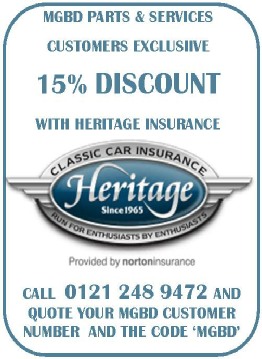 MGBD PARTS & SERVICES
CUSTOMERS EXCLUSIIVE
15% DISCOUNT
WITH HERITAGE INSURANCE
CLASSIC CAR INSURANCE
Heritage
Since 1965
RUN FOR ENTHUSIASTS BY ENTHUSIASTS
Provided by nortoninsurance
CALL 0121 248 9472 AND
QUOTE YOUR MGBD CUSTOMER
NUMBER AND THE CODE ‘MGBD’